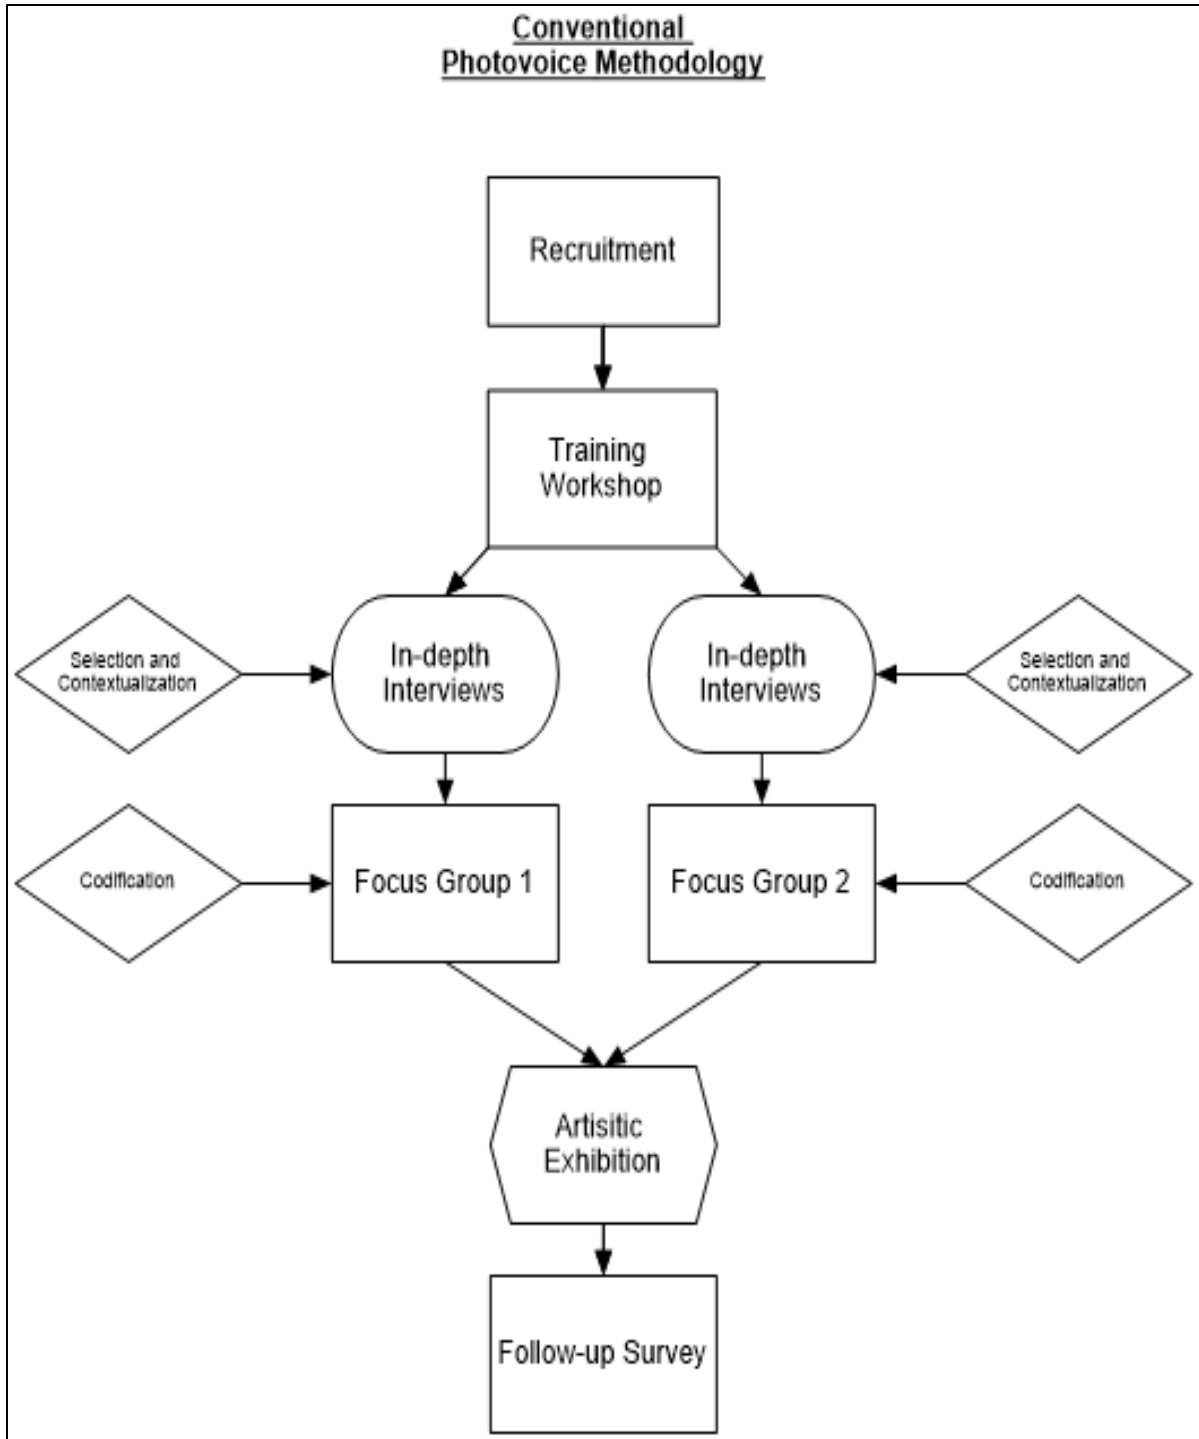 Conventional
Photovoice Methodology
Recruitment
Training
Workshop
Selection and
Contextualization
In-depth
Interviews
In-depth
Interviews
Selection and
Contextualization
Codification
Focus Group 1
Focus Group 2
Codification
Artisitic
Exhibition
Follow-up Survey